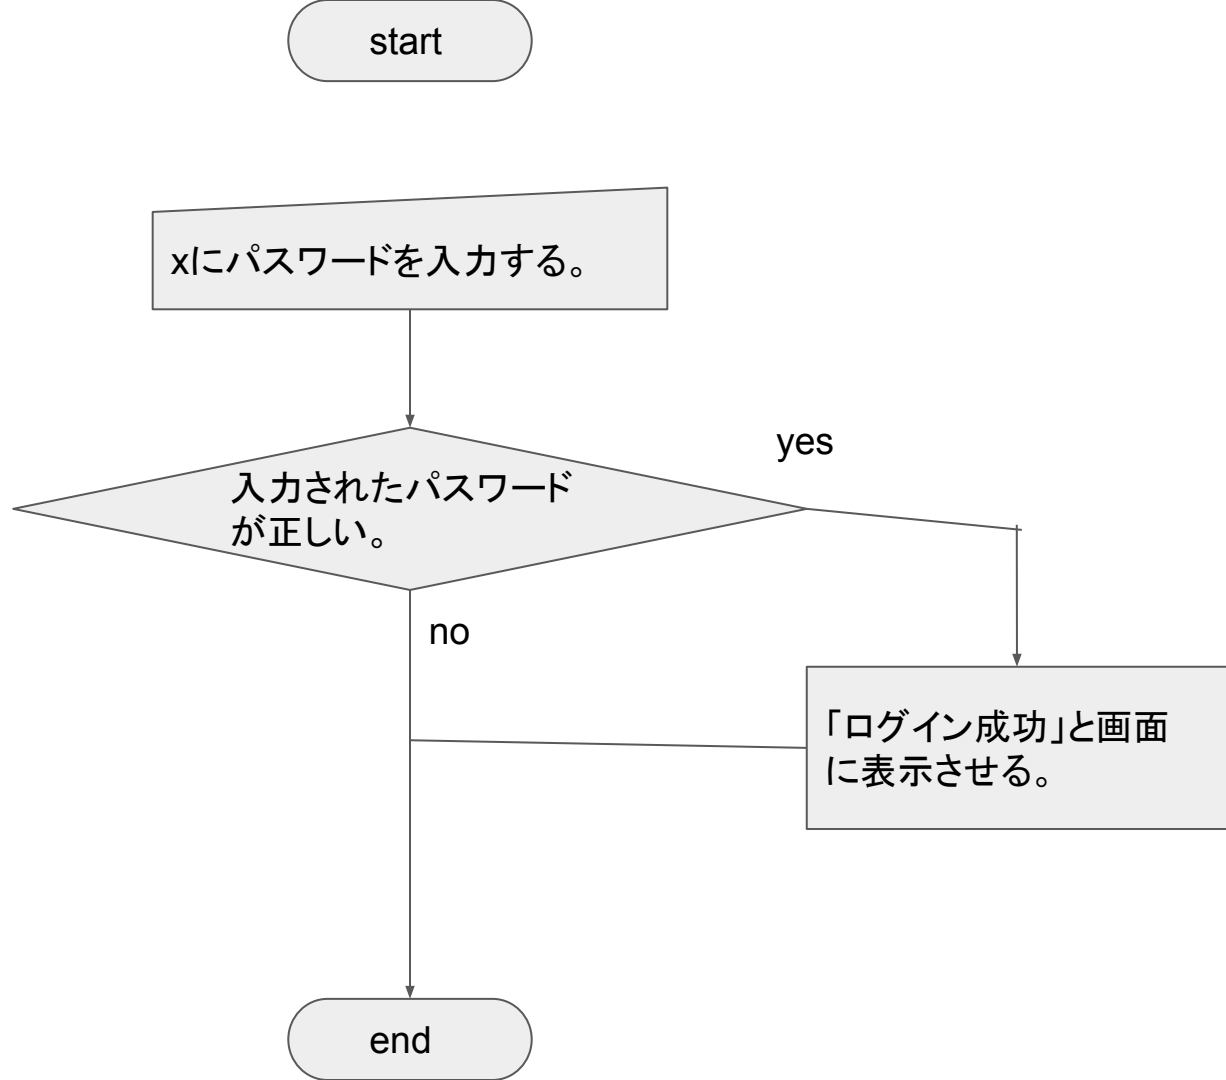 start
xにパスワードを入力する。
入力されたパスワード
が正しい。
yes
no
「ログイン成功」と画面
に表示させる。
end